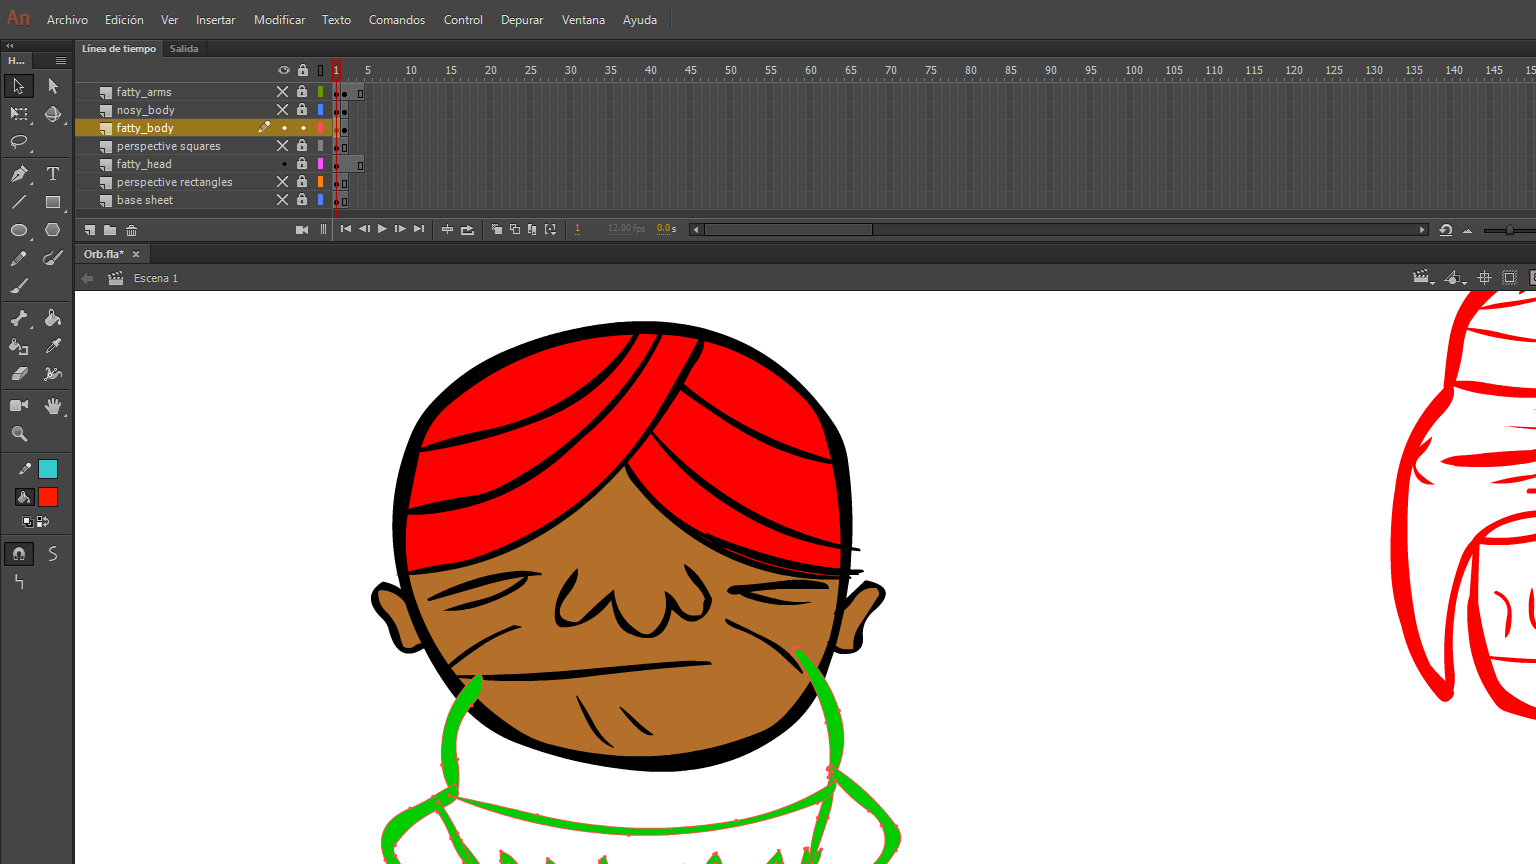 An Archivo Edición Ver Insertar Modificar Texto Comandos Control Depurar Ventana Ayuda
H... Línea de tiempo Salida
1 5 10 15 20 25 30 35 40 45 50 55 60 65 70 75 80 85 90 95 100 105 110 115 120 125 130 135 140 145
fatty_arms
nosy_body
fatty_body
perspective squares
fatty_head
perspective rectangles
base sheet
1 12.00 fps 0.0 s
Orb.fla*
Escena 1